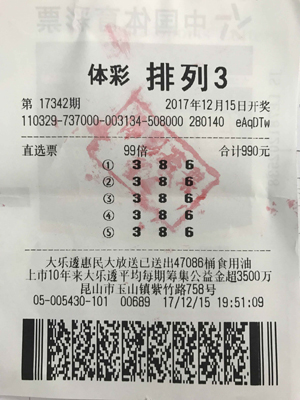 体彩 排列3
第 17342期 2017年12月15日开奖
110329-737000-003134-508000 280140 eAqDTw
直选票 99倍 合计990元
① 3 8 6
② 3 8 6
③ 3 8 6
④ 3 8 6
⑤ 3 8 6
大乐透惠民大放送已送出47086桶食用油
上市10年来大乐透平均每期筹集公益金超3500万
昆山市玉山镇紫竹路758号
05-005430-101 00689 17/12/15 19:51:09